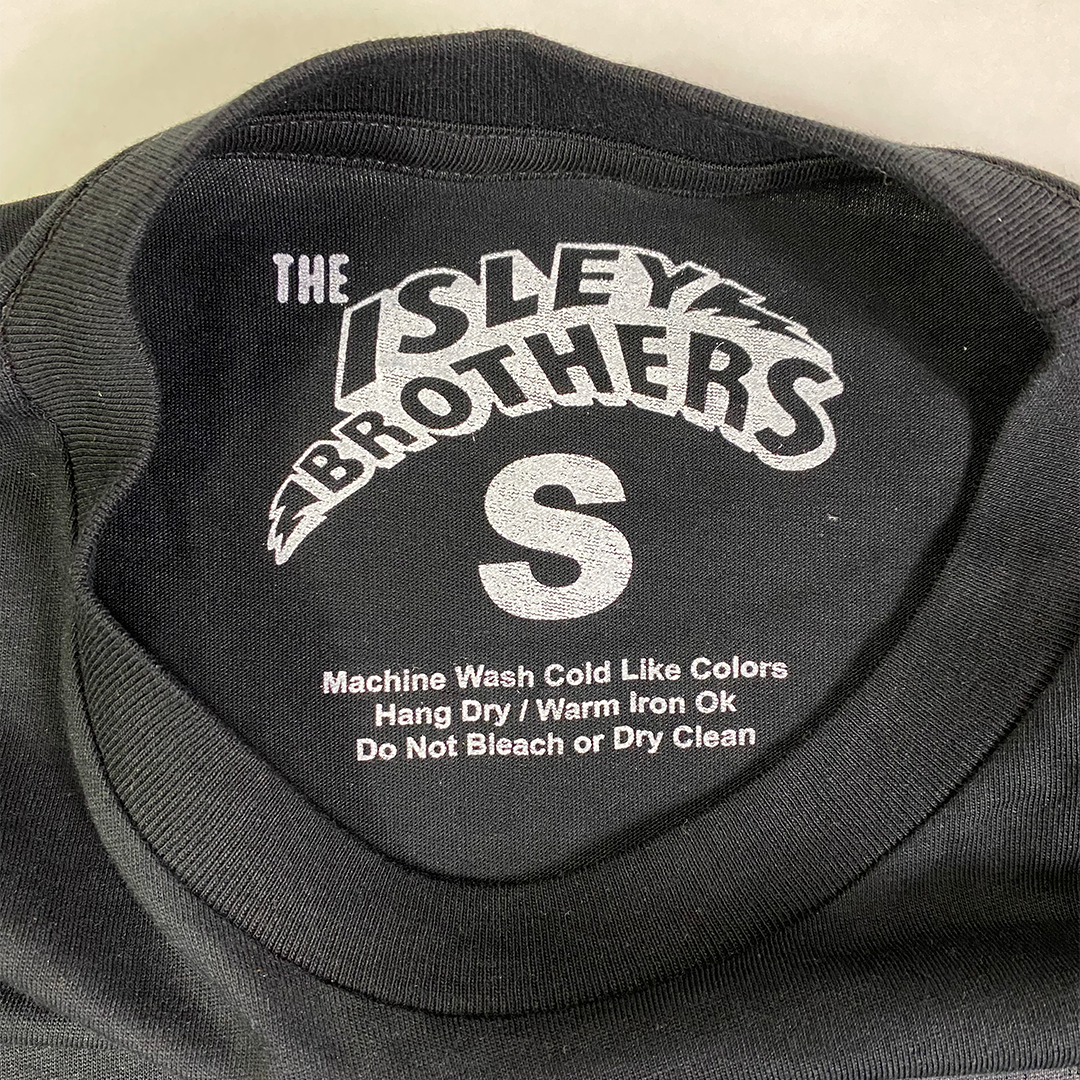 THE ISLEY
BROTHERS
S
Machine Wash Cold Like Colors
Hang Dry / Warm Iron Ok
Do Not Bleach or Dry Clean